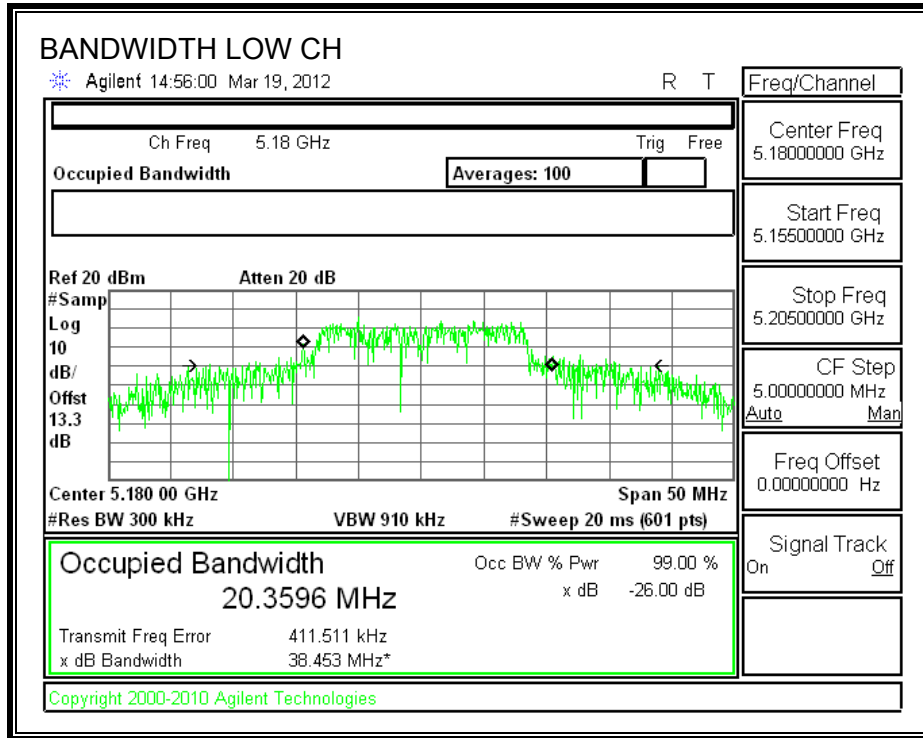 BANDWIDTH LOW CH
Agilent 14:56:00 Mar 19, 2012 R T
Freq/Channel
Ch Freq 5.18 GHz Trig Free
Occupied Bandwidth Averages: 100
Center Freq
5.18000000 GHz
Start Freq
5.15500000 GHz
Stop Freq
5.20500000 GHz
CF Step
5.00000000 MHz
Auto Man
Freq Offset
0.00000000 Hz
Signal Track
On Off
Ref 20 dBm Atten 20 dB
#Samp
Log
10
dB/
Offst
13.3
dB
Center 5.180 00 GHz Span 50 MHz
#Res BW 300 kHz VBW 910 kHz #Sweep 20 ms (601 pts)
Occupied Bandwidth Occ BW % Pwr 99.00 %
20.3596 MHz x dB -26.00 dB
Transmit Freq Error 411.511 kHz
x dB Bandwidth 38.453 MHz*
Copyright 2000-2010 Agilent Technologies